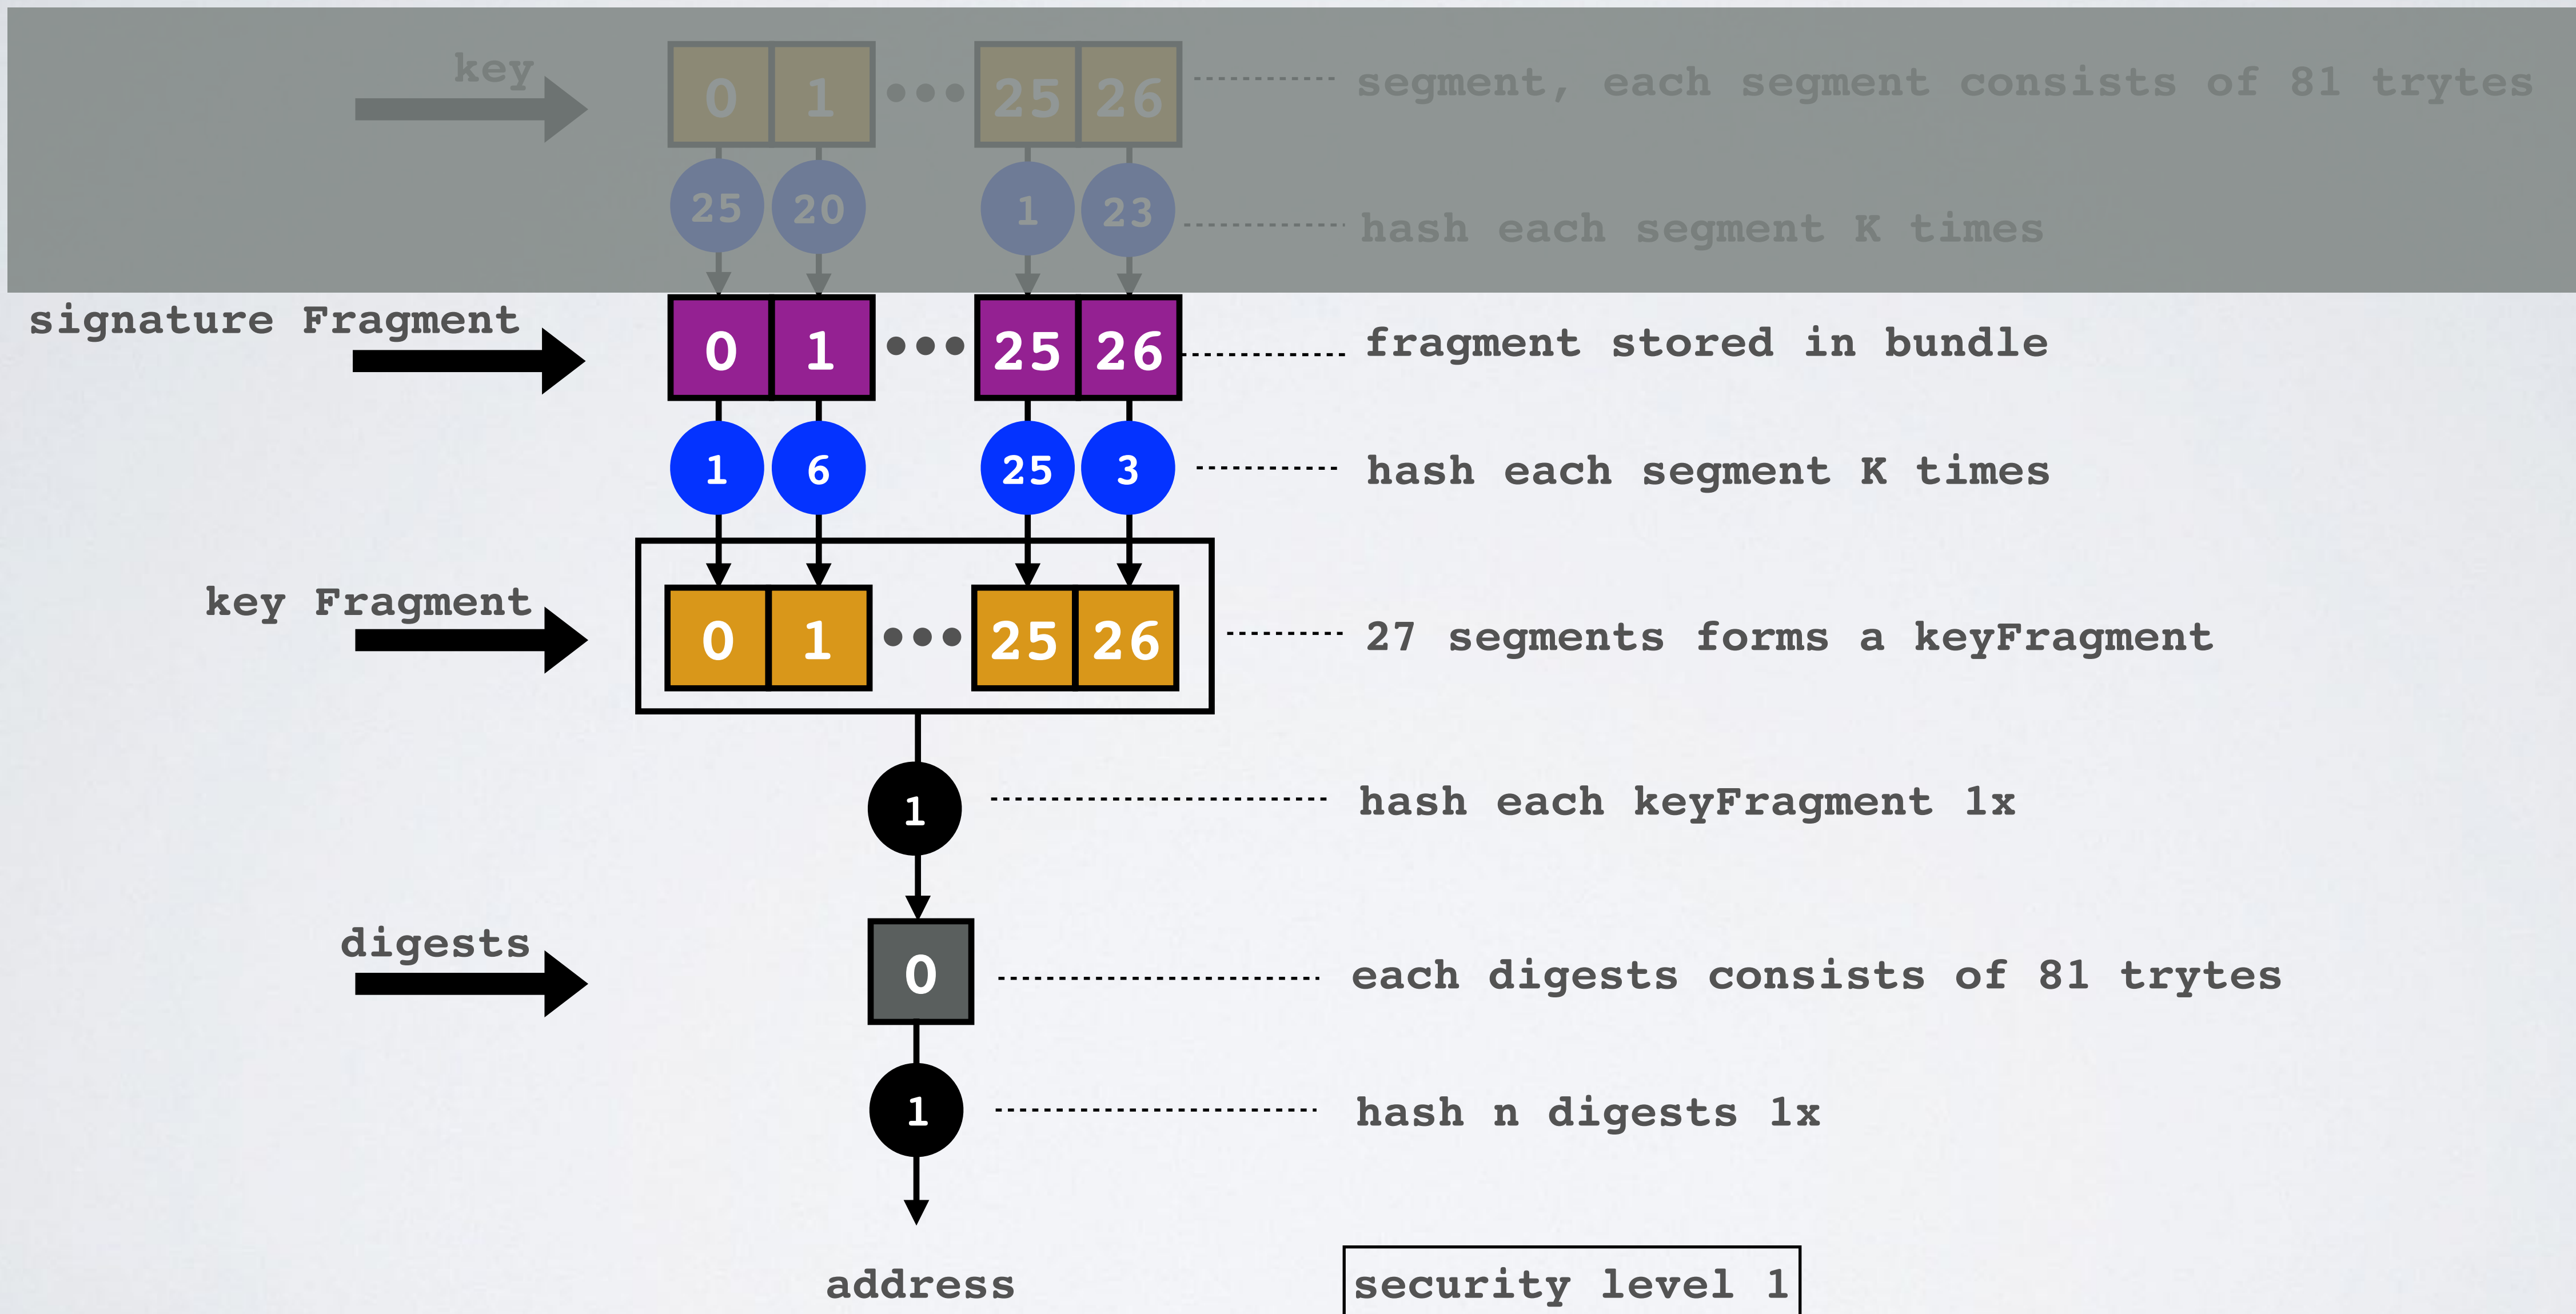 key
0 1 25 26 segment, each segment consists of 81 trytes
25 20 1 23 hash each segment K times
signature Fragment
0 1 25 26 fragment stored in bundle
1 6 25 3 hash each segment K times
key Fragment
0 1 25 26 27 segments forms a keyFragment
1 hash each keyFragment 1x
digests
0 each digests consists of 81 trytes
1 hash n digests 1x
address
security level 1